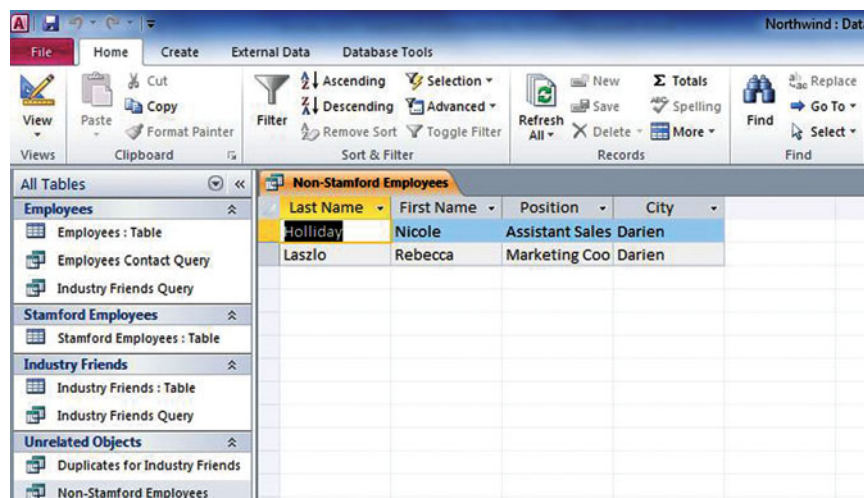 A
Northwind : Dat
File Home Create External Data Database Tools
View
Views
Paste
Cut
Copy
Format Painter
Clipboard
Filter
Ascending
Descending
Remove Sort
Selection
Advanced
Toggle Filter
Sort & Filter
Refresh
All
New
Save
Delete
Totals
Spelling
More
Records
Find
Replace
Go To
Select
Find
All Tables
Employees
Employees : Table
Employees Contact Query
Industry Friends Query
Stamford Employees
Stamford Employees : Table
Industry Friends
Industry Friends : Table
Industry Friends Query
Unrelated Objects
Duplicates for Industry Friends
Non-Stamford Employees
Non-Stamford Employees
Last Name First Name Position City
Holliday Nicole Assistant Sales Darien
Laszlo Rebecca Marketing Coo Darien